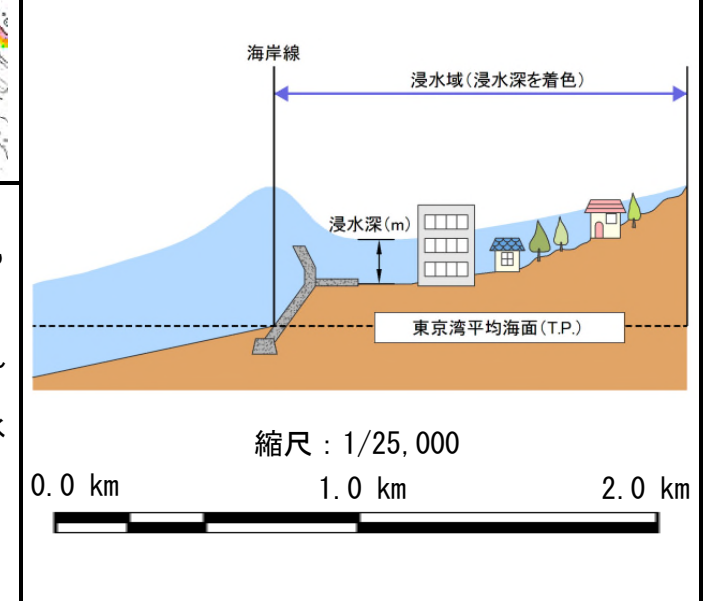 海岸線
浸水域(浸水深を着色)
浸水深(m)
東京湾平均海面(T.P.)
縮尺：1/25,000
0.0 km 1.0 km 2.0 km